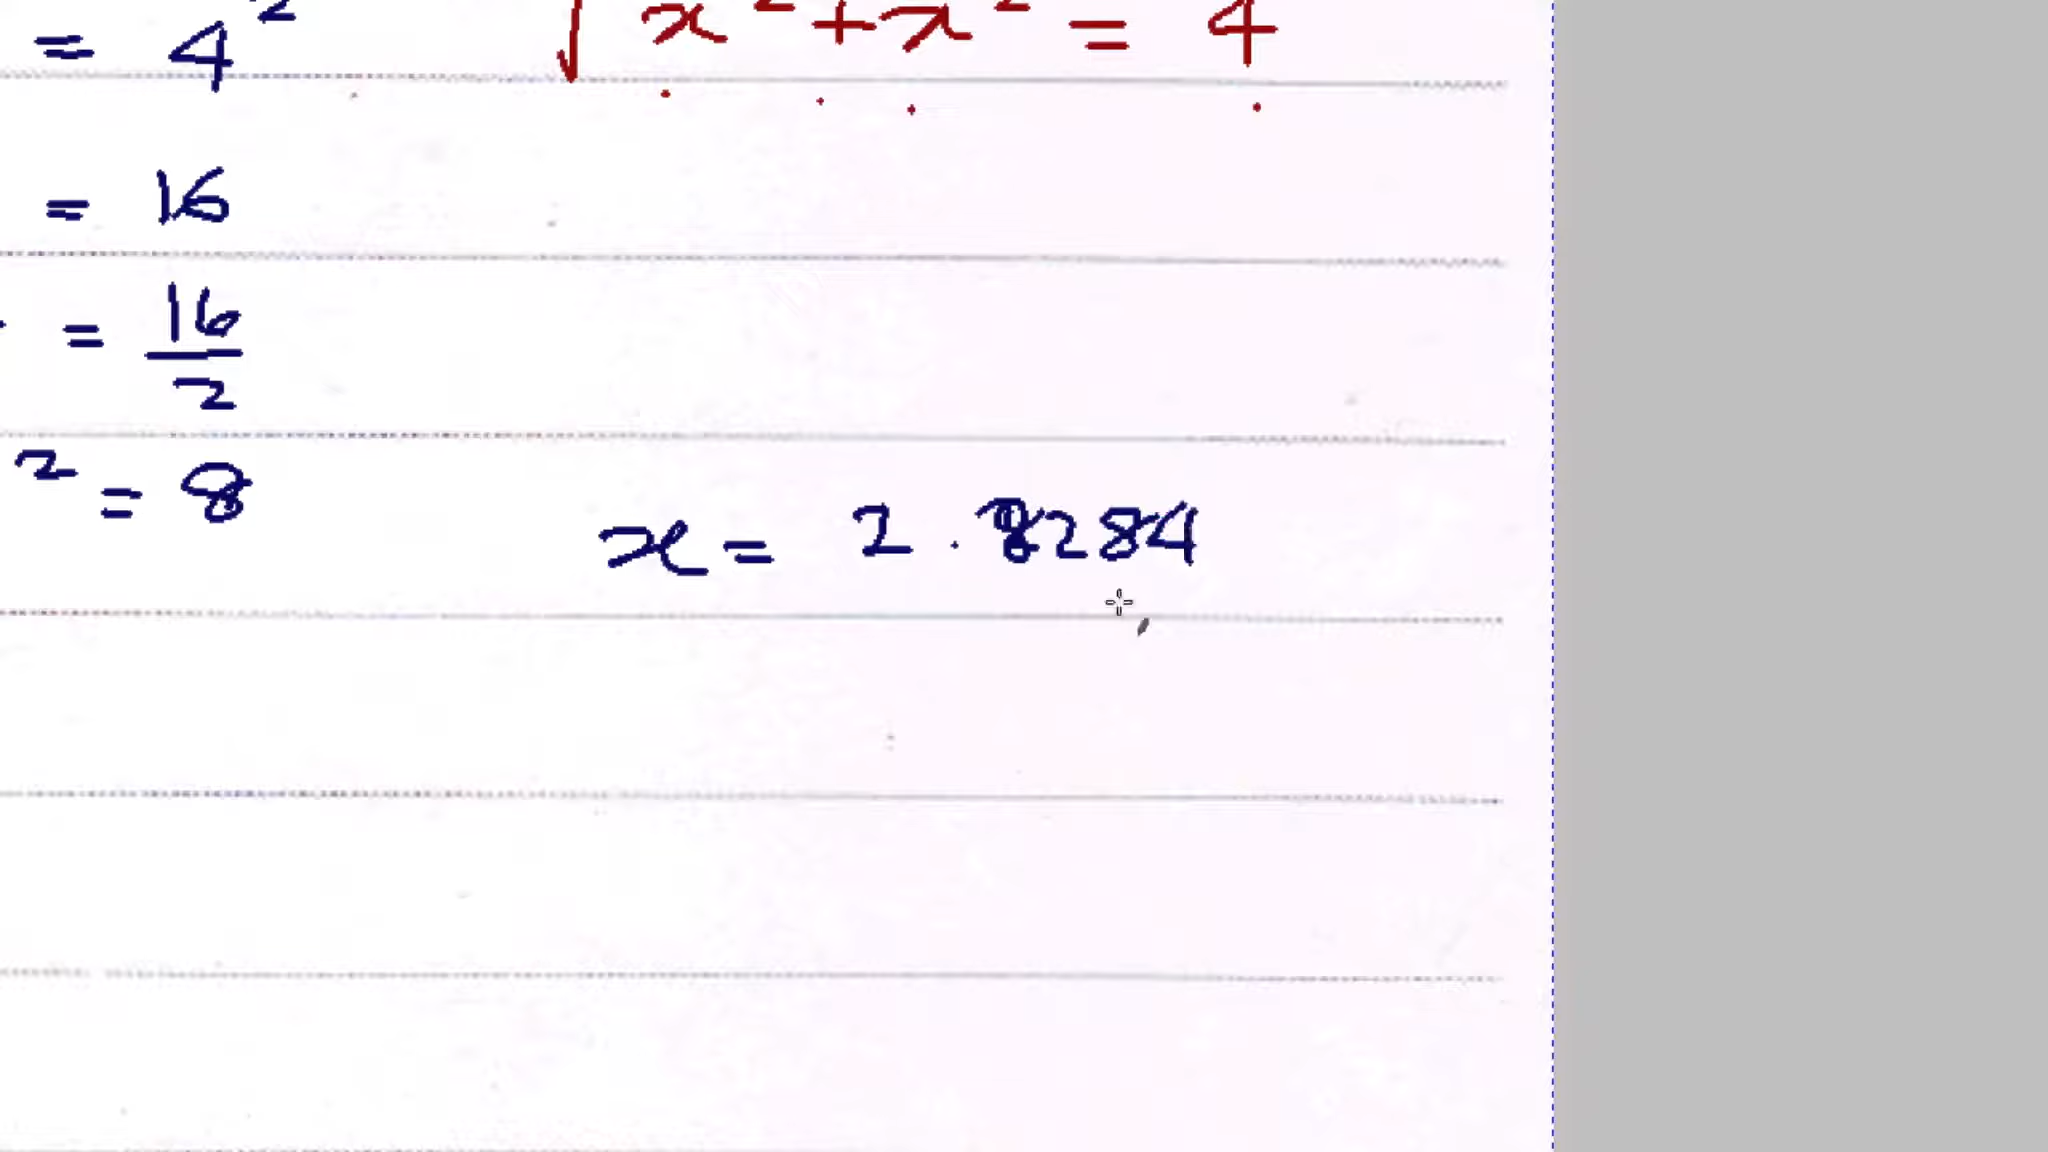 = 4²
√x²+x² = 4
= 16
= 16/2
² = 8
x = 2.8284